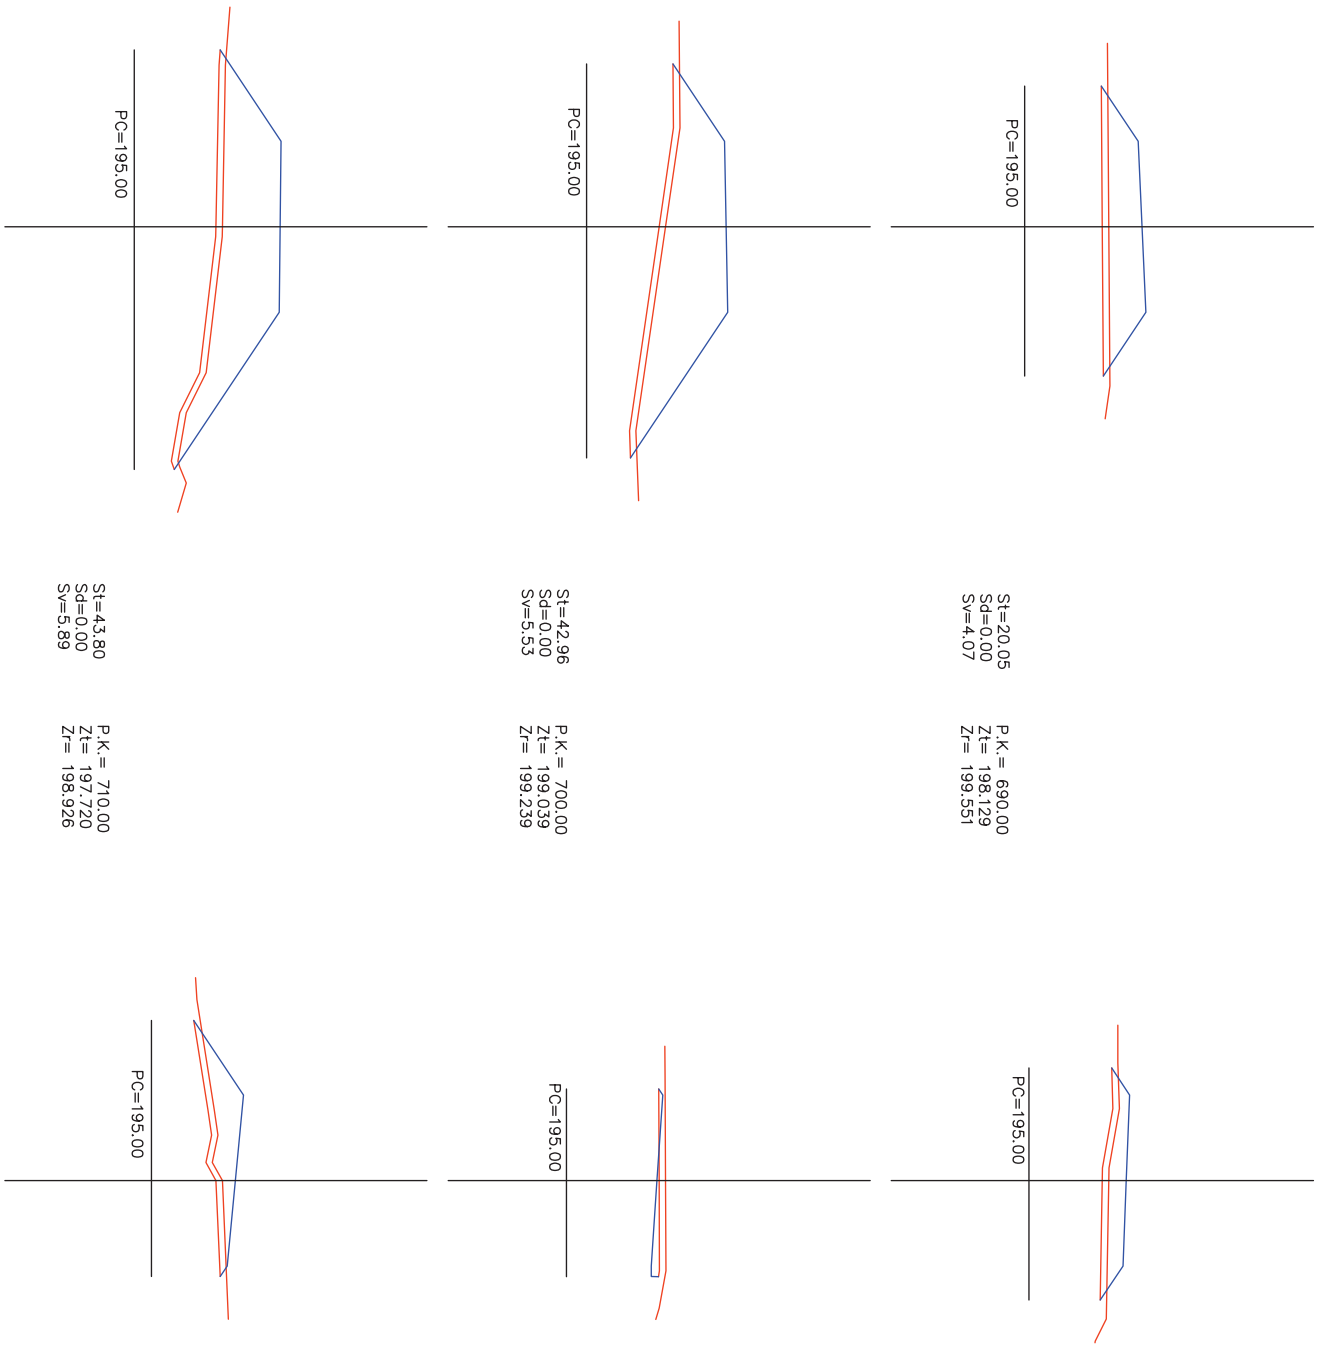 PC=195.00
St=20.05
Sd=0.00
Sv=4.07
P.K.= 690.00
Zt= 198.129
Zr= 199.551
PC=195.00
PC=195.00
St=42.96
Sd=0.00
Sv=5.53
P.K.= 700.00
Zt= 199.039
Zr= 199.239
PC=195.00
PC=195.00
St=43.80
Sd=0.00
Sv=5.89
P.K.= 710.00
Zt= 197.720
Zr= 198.926
PC=195.00